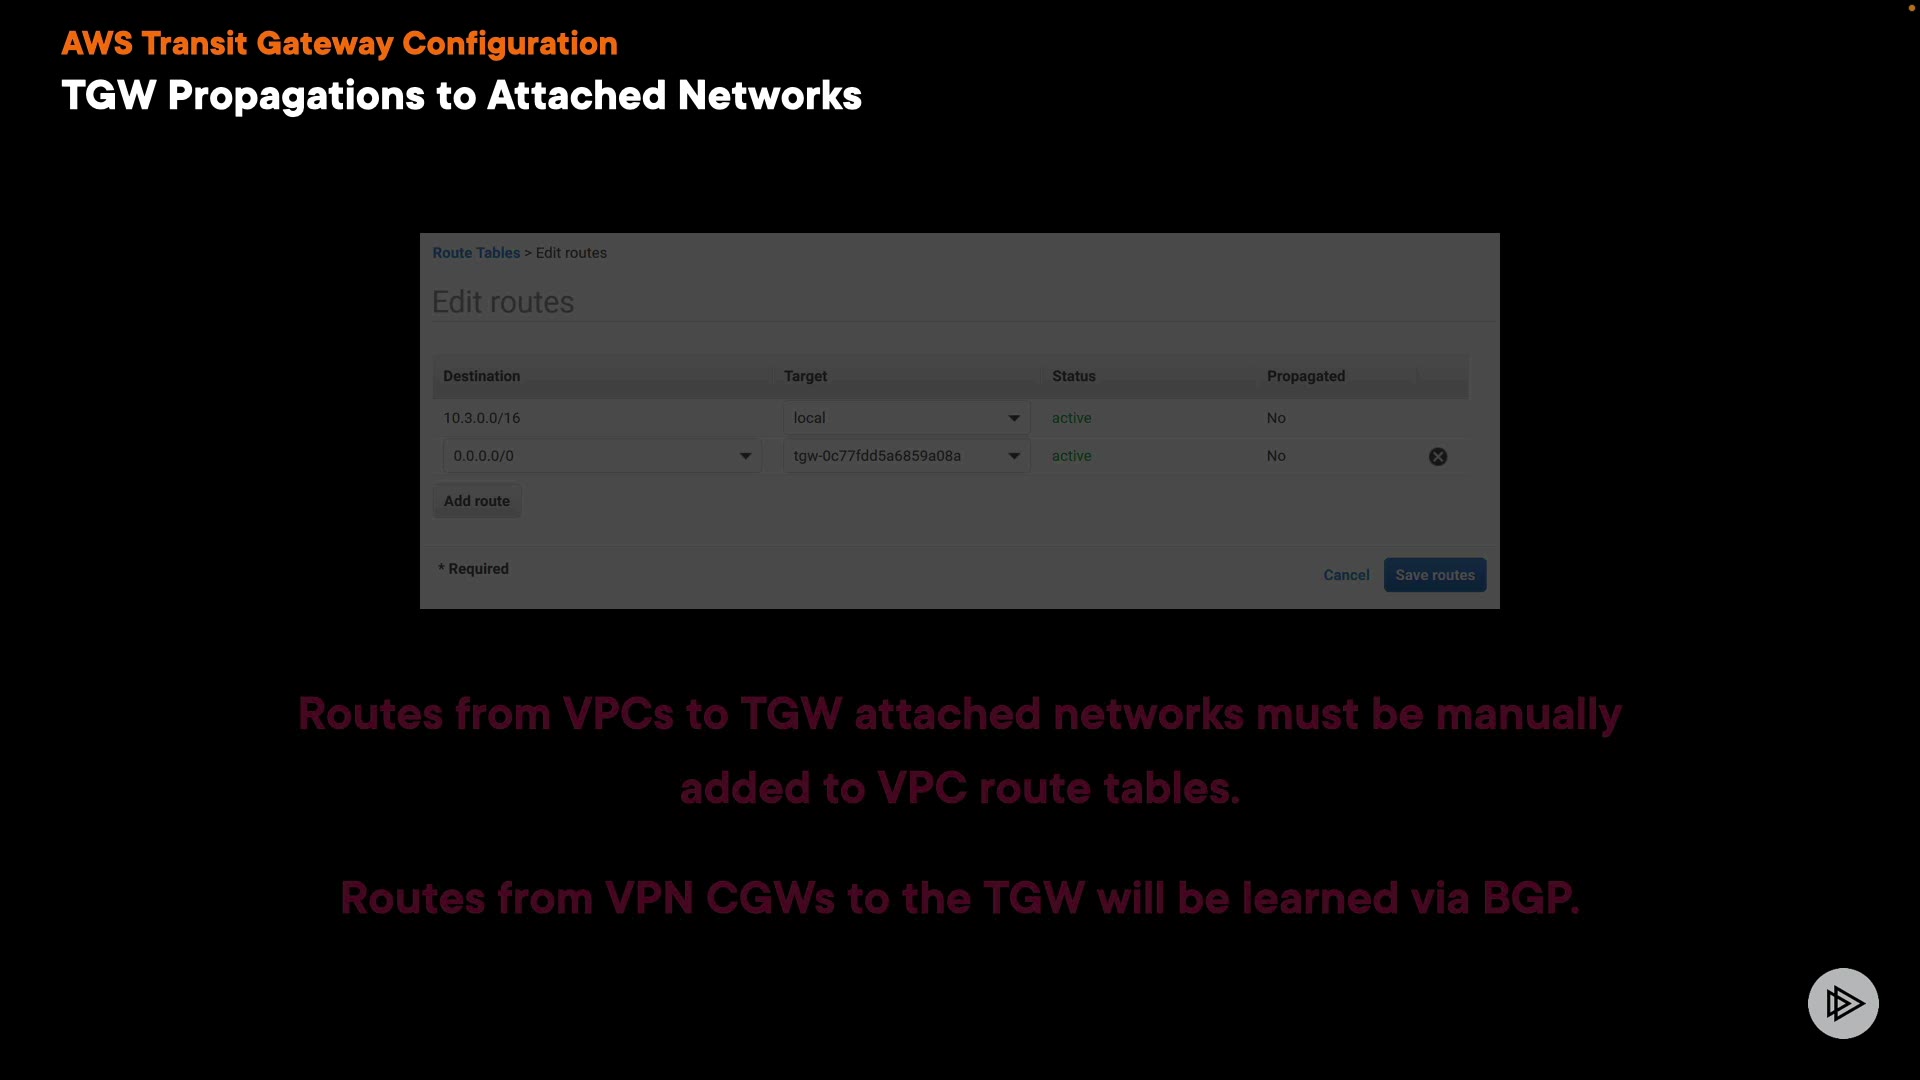 AWS Transit Gateway Configuration
TGW Propagations to Attached Networks
Route Tables > Edit routes
Edit routes
Destination Target Status Propagated
10.3.0.0/16 local active No
0.0.0.0/0 tgw-0c77fdd5a6859a08a active No
Add route
* Required
Cancel Save routes
Routes from VPCs to TGW attached networks must be manually
added to VPC route tables.
Routes from VPN CGWs to the TGW will be learned via BGP.